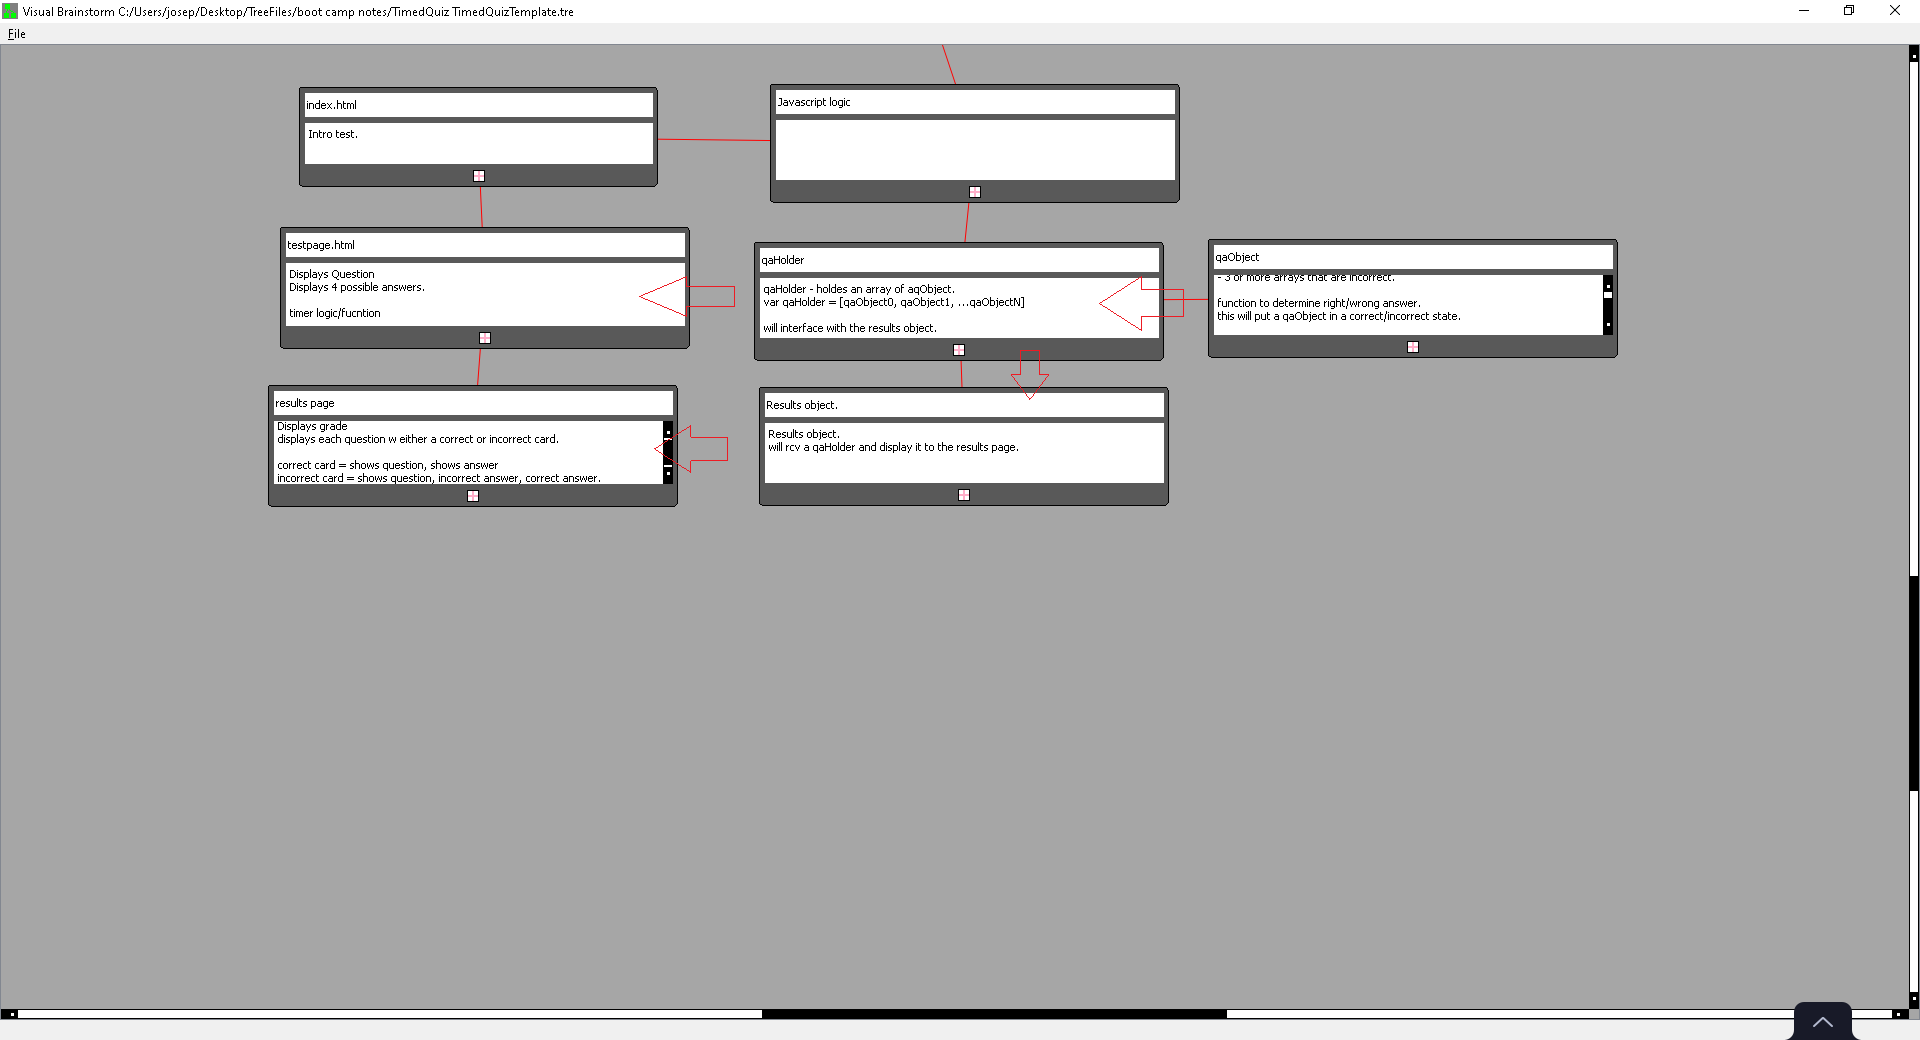 Visual Brainstorm C:/Users/josep/Desktop/TreeFiles/boot camp notes/TimedQuiz TimedQuizTemplate.tre
File
index.html
Intro test.
Javascript logic
testpage.html
Displays Question
Displays 4 possible answers.
timer logic/fucntion
qaHolder
qaHolder - holdes an array of aqObject.
var qaHolder = [qaObject0, qaObject1, ...qaObjectN]
will interface with the results object.
qaObject
- 3 or more arrays that are incorrect.
function to determine right/wrong answer.
this will put a qaObject in a correct/incorrect state.
results page
Displays grade
displays each question w either a correct or incorrect card.
correct card = shows question, shows answer
incorrect card = shows question, incorrect answer, correct answer.
Results object.
Results object.
will rcv a qaHolder and display it to the results page.